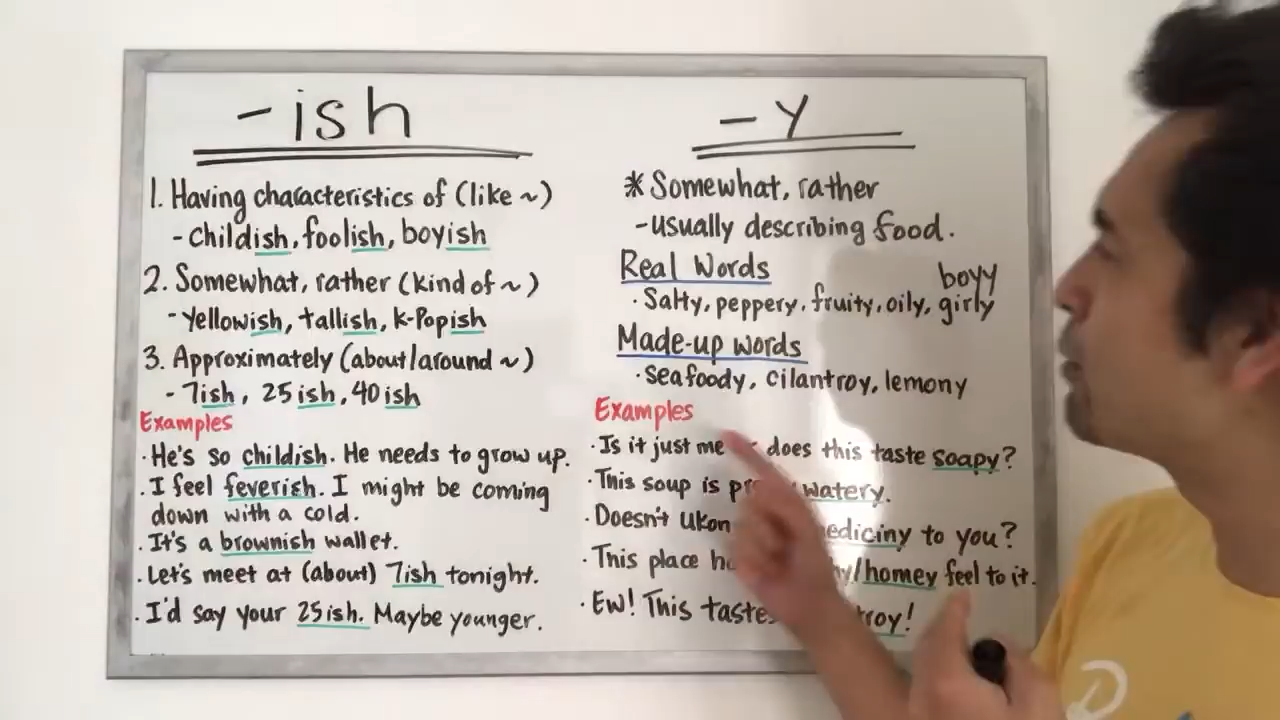 -ish
1. Having characteristics of (like ~)
- childish, foolish, boyish
2. Somewhat, rather (kind of ~)
- yellowish, tallish, K-Popish
3. Approximately (about/around ~)
- 7ish, 25ish, 40ish
Examples
· He's so childish. He needs to grow up.
· I feel feverish. I might be coming
down with a cold.
· It's a brownish wallet.
· Let's meet at (about) 7ish tonight.
· I'd say your 25ish. Maybe younger.
-y
* Somewhat, rather
- usually describing food.
Real Words
boyy
· Salty, peppery, fruity, oily, girly
Made-up words
· seafoody, cilantroy, lemony
Examples
· Is it just me does this taste soapy?
· This soup is watery.
· Doesn't Ukon to you?
· This place homey feel to it.
· Ew! This tastes